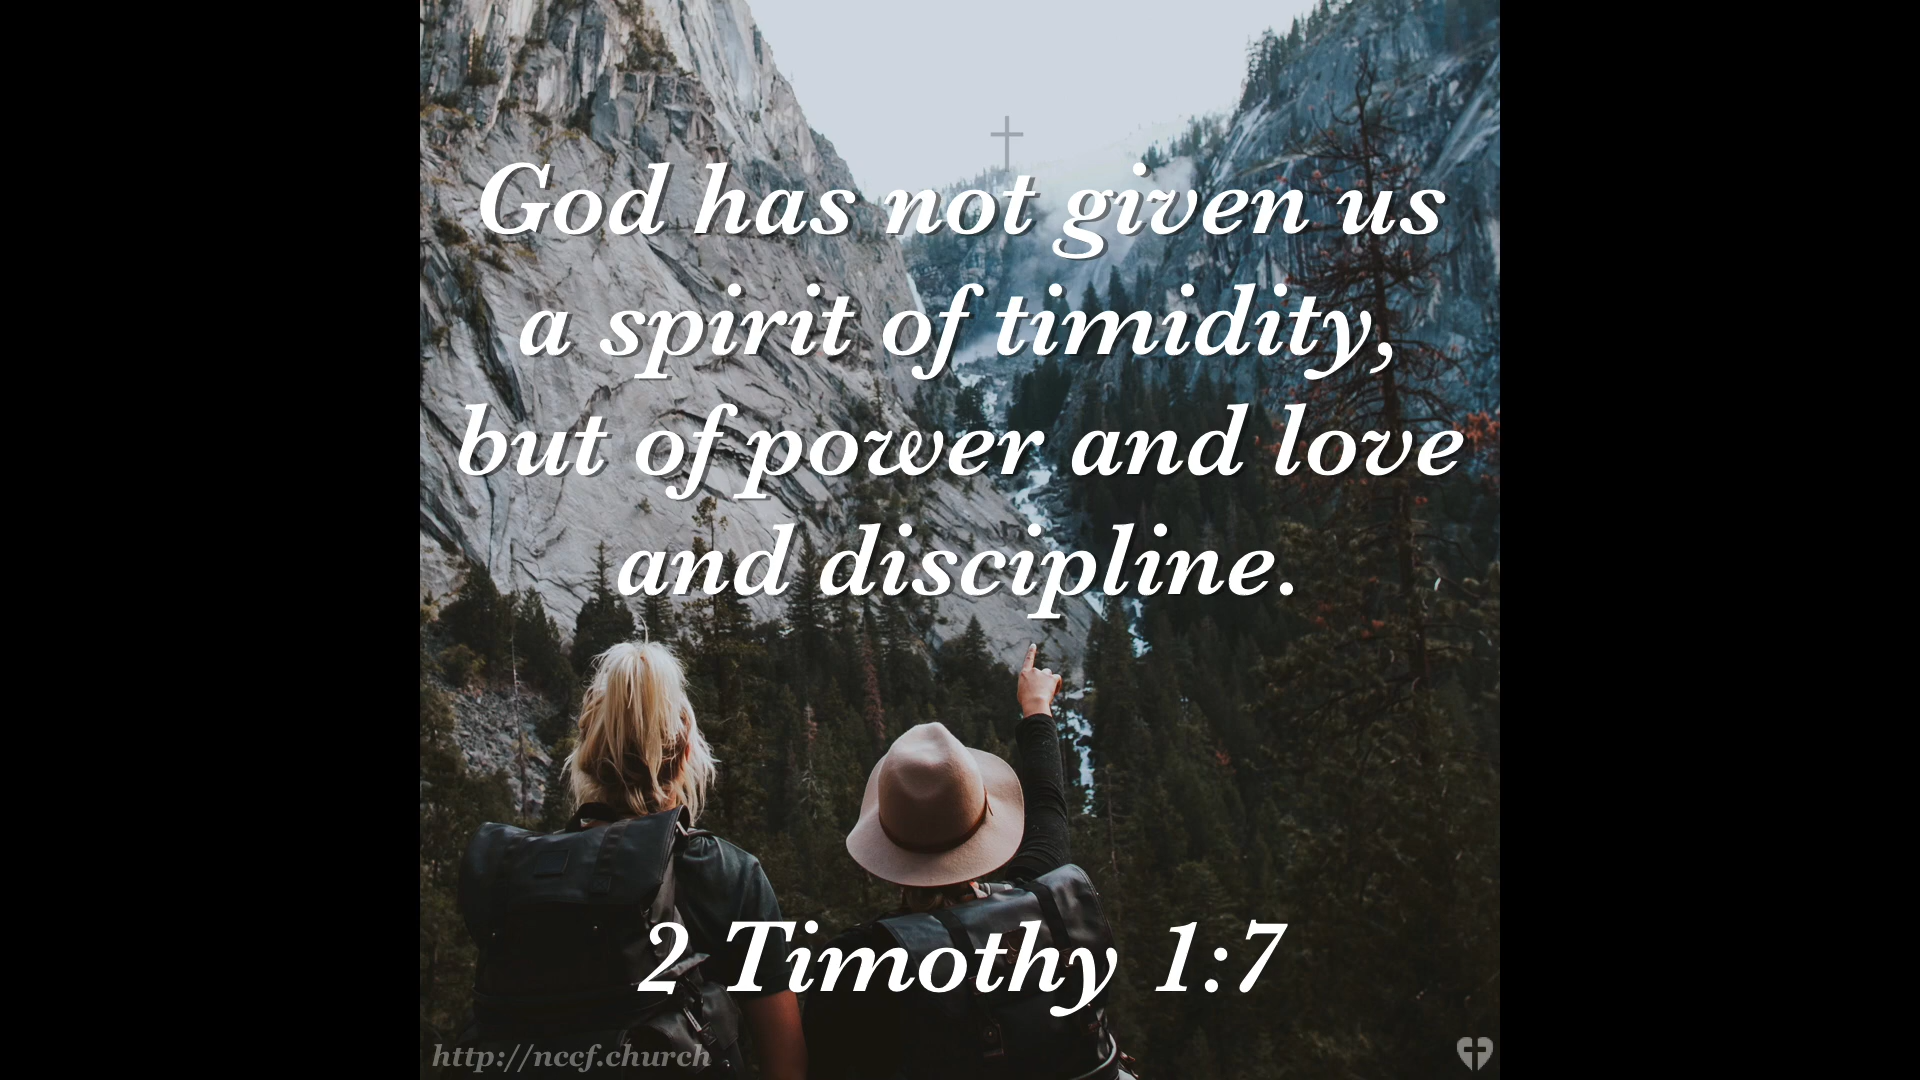 God has not given us
a spirit of timidity,
but of power and love
and discipline.
2 Timothy 1:7
http://nccf.church